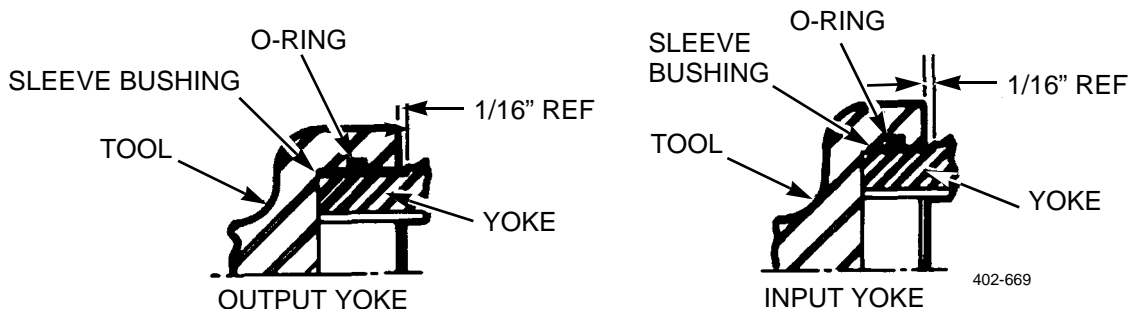 O-RING
SLEEVE BUSHING
1/16” REF
TOOL
YOKE
OUTPUT YOKE
O-RING
SLEEVE
BUSHING
1/16” REF
TOOL
YOKE
402-669
INPUT YOKE